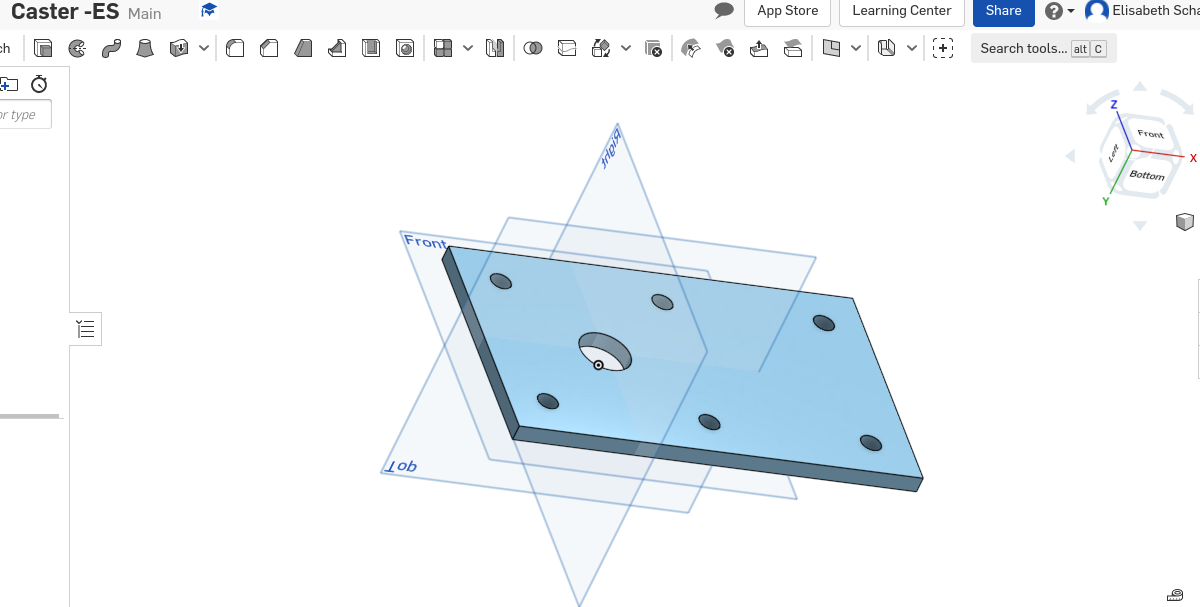 Caster -ES Main
App Store
Learning Center
Share
Elisabeth Scha
ch
Search tools... alt C
or type
Z
Front
Left
X
Bottom
Y
Right
Front
Top